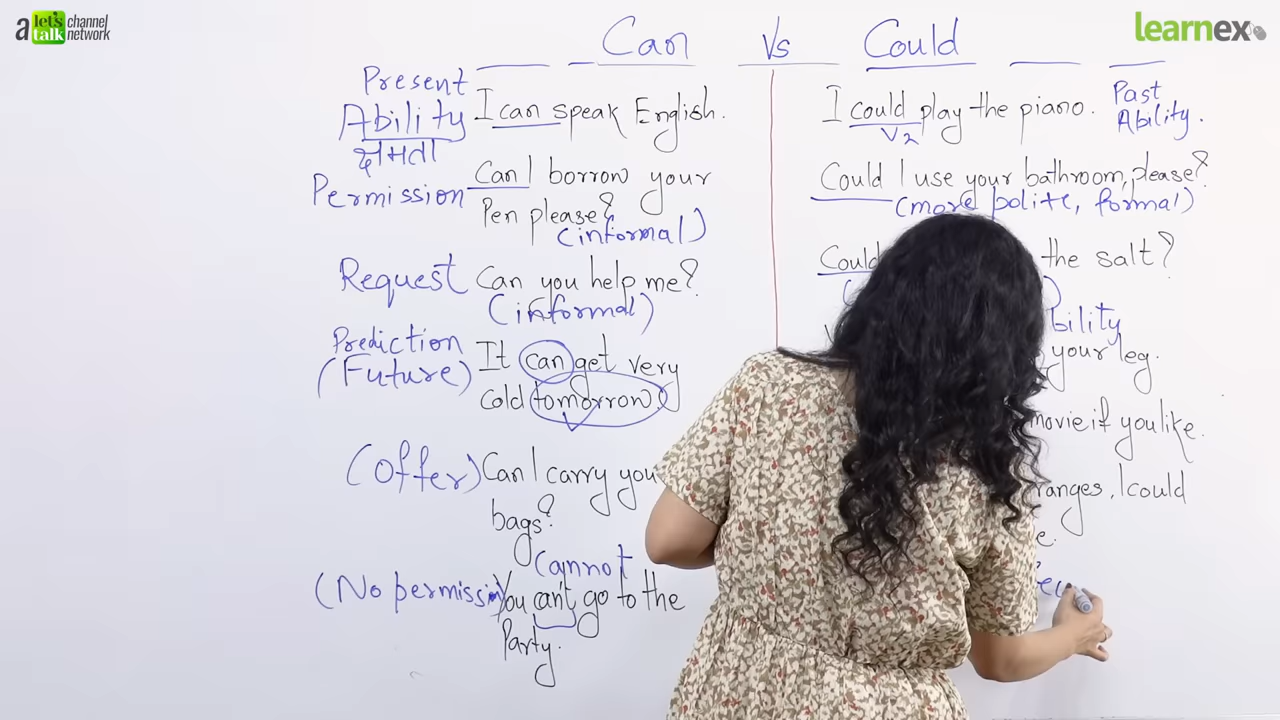 a let's talk channel network
learnex
Can Vs Could
Present
Ability
क्षमता
I can speak English.
Permission
Can I borrow your
Pen please?
(informal)
Request
Can you help me?
(informal)
Prediction
(Future)
It can get very
cold tomorrow.
(Offer)
Can I carry you
bags?
(No permission)
Cannot
You can't go to the
Party.
I could play the piano.
V2
Past
Ability.
Could I use your bathroom, please?
(more polite, formal)
Could the salt?
your leg.
movie if you like.
I could